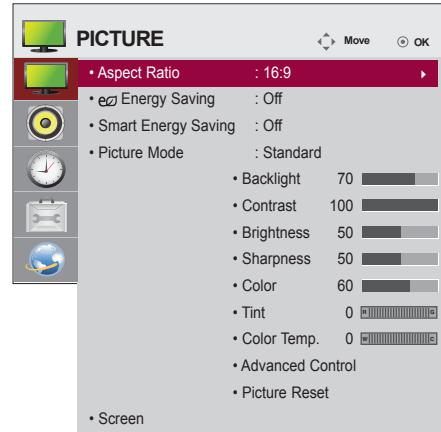 PICTURE
Move
OK
• Aspect Ratio : 16:9
• eco Energy Saving : Off
• Smart Energy Saving : Off
• Picture Mode : Standard
• Backlight 70
• Contrast 100
• Brightness 50
• Sharpness 50
• Color 60
• Tint 0 R G
• Color Temp. 0 W C
• Advanced Control
• Picture Reset
• Screen